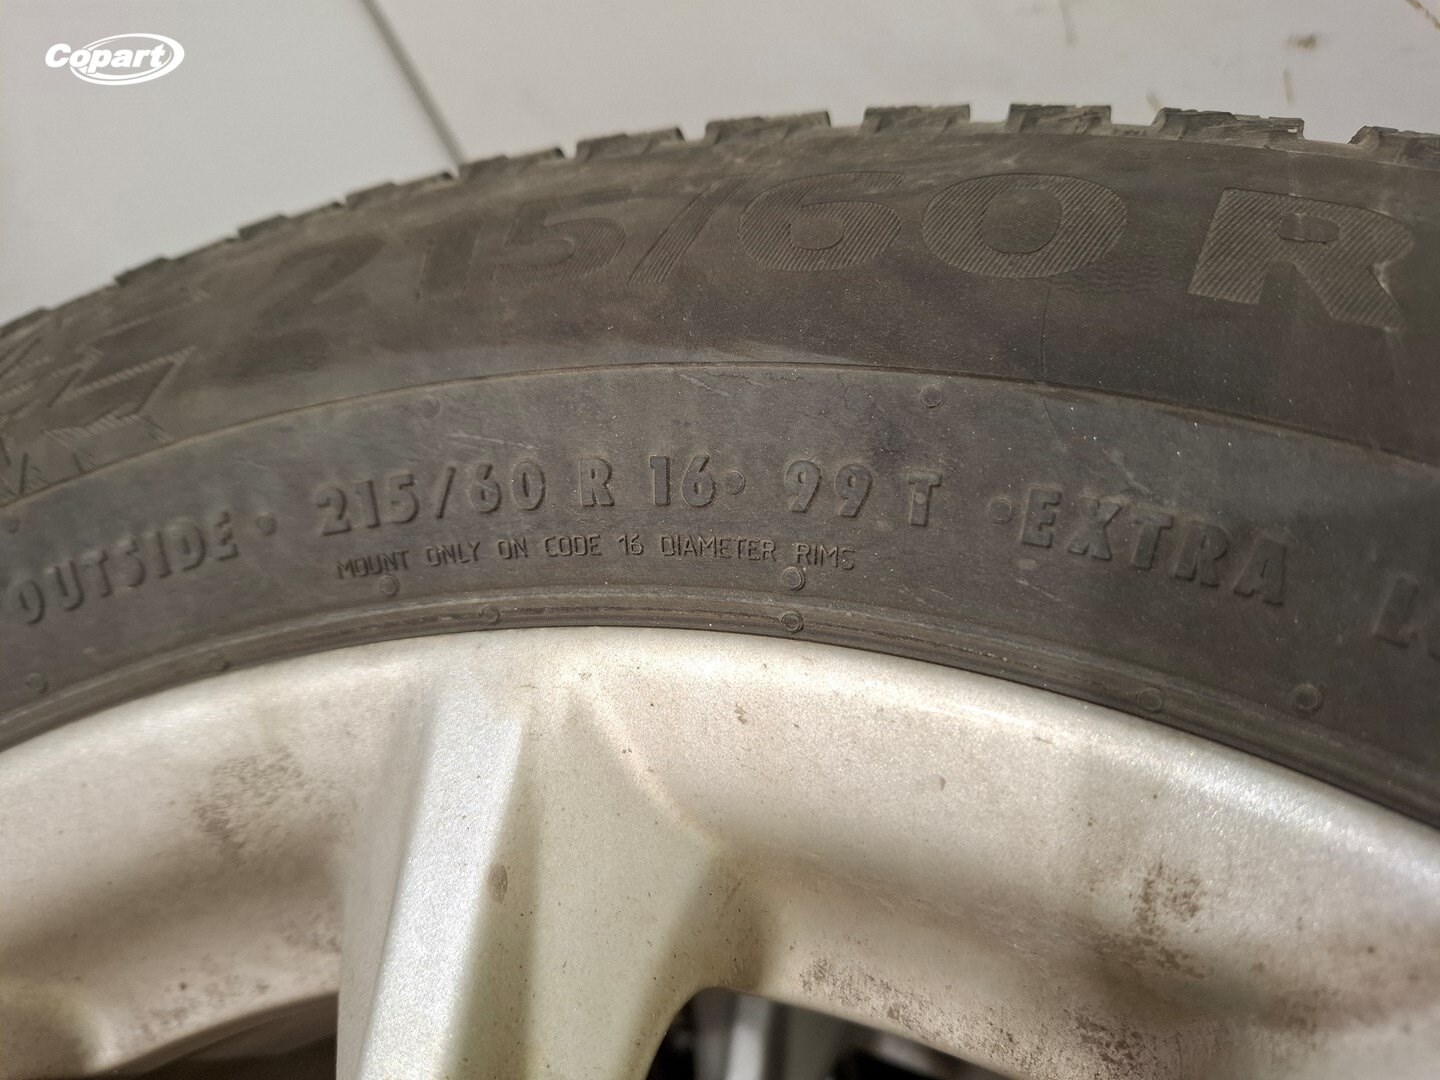 Copart
215/60 R
OUTSIDE • 215/60 R 16 • 99 T • EXTRA
MOUNT ONLY ON CODE 16 DIAMETER RIMS